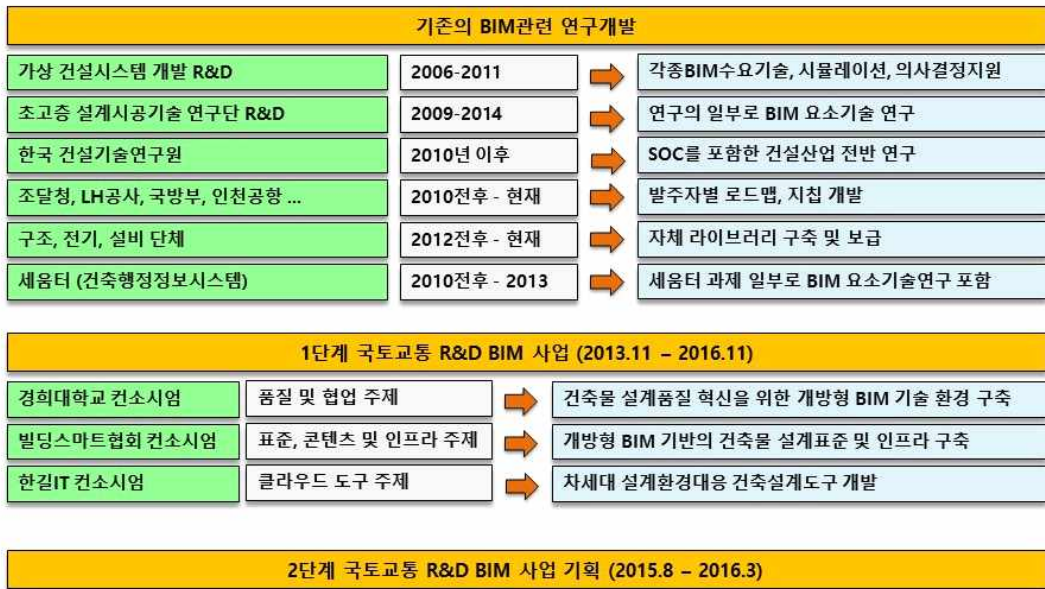 기존의 BIM관련 연구개발
가상 건설시스템 개발 R&D 2006-2011 각종BIM수요기술, 시뮬레이션, 의사결정지원
초고층 설계시공기술 연구단 R&D 2009-2014 연구의 일부로 BIM 요소기술 연구
한국 건설기술연구원 2010년 이후 SOC를 포함한 건설산업 전반 연구
조달청, LH공사, 국방부, 인천공항 ... 2010전후 - 현재 발주자별 로드맵, 지침 개발
구조, 전기, 설비 단체 2012전후 - 현재 자체 라이브러리 구축 및 보급
세움터 (건축행정정보시스템) 2010전후 - 2013 세움터 과제 일부로 BIM 요소기술연구 포함
1단계 국토교통 R&D BIM 사업 (2013.11 – 2016.11)
경희대학교 컨소시엄 품질 및 협업 주제 건축물 설계품질 혁신을 위한 개방형 BIM 기술 환경 구축
빌딩스마트협회 컨소시엄 표준, 콘텐츠 및 인프라 주제 개방형 BIM 기반의 건축물 설계표준 및 인프라 구축
한길IT 컨소시엄 클라우드 도구 주제 차세대 설계환경대응 건축설계도구 개발
2단계 국토교통 R&D BIM 사업 기획 (2015.8 – 2016.3)